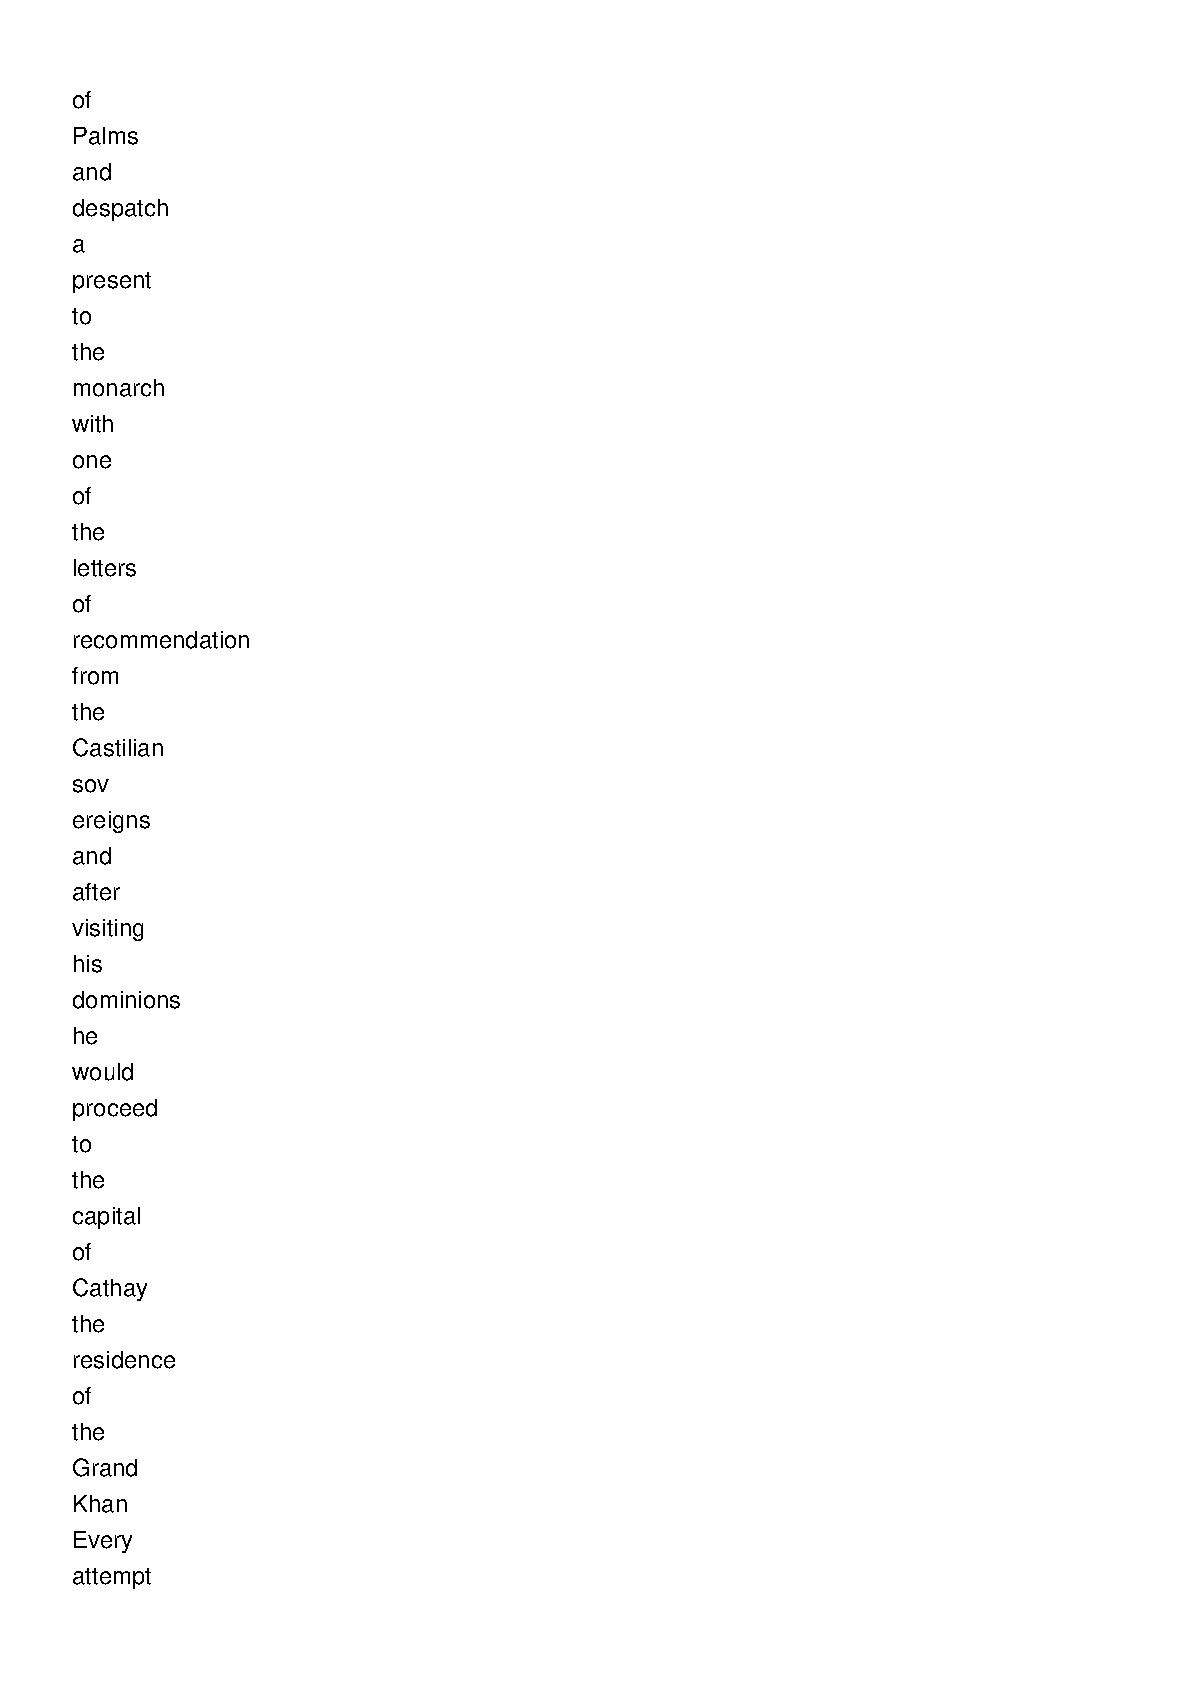 of
Palms
and
despatch
a
present
to
the
monarch
with
one
of
the
letters
of
recommendation
from
the
Castilian
sov
ereigns
and
after
visiting
his
dominions
he
would
proceed
to
the
capital
of
Cathay
the
residence
of
the
Grand
Khan
Every
attempt